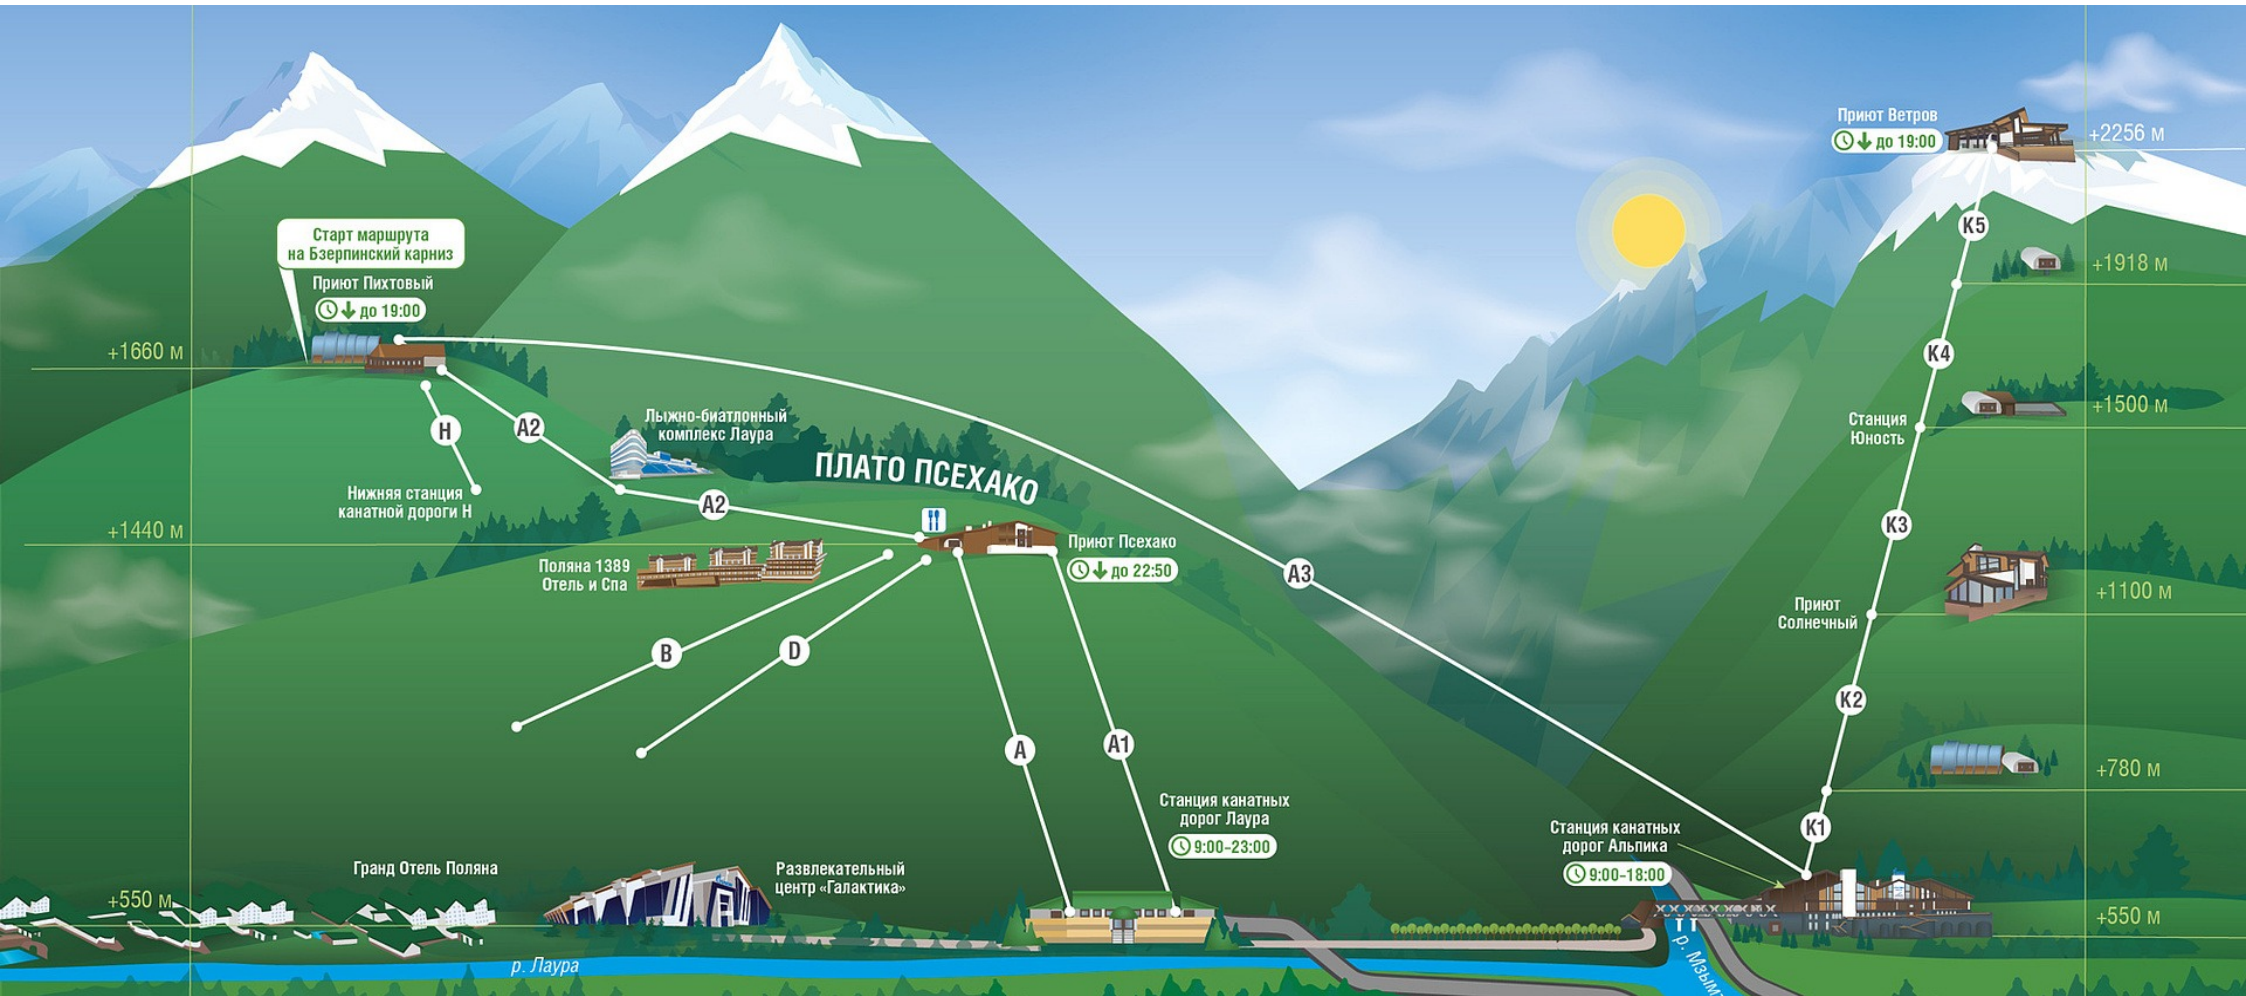 Приют Ветров
до 19:00
+2256 м
K5
+1918 м
K4
Станция
Юность
+1500 м
K3
Приют
Солнечный
+1100 м
K2
+780 м
K1
Старт маршрута
на Бзерпинский карниз
Приют Пихтовый
до 19:00
+1660 м
H
A2
Лыжно-биатлонный
комплекс Лаура
ПЛАТО ПСЕХАКО
Нижняя станция
канатной дороги Н
A2
+1440 м
Поляна 1389
Отель и Спа
Приют Псехако
до 22:50
A3
B
D
A
A1
Станция канатных
дорог Лаура
9:00-23:00
Станция канатных
дорог Альпика
9:00-18:00
Гранд Отель Поляна
Развлекательный
центр «Галактика»
+550 м
+550 м
р. Лаура